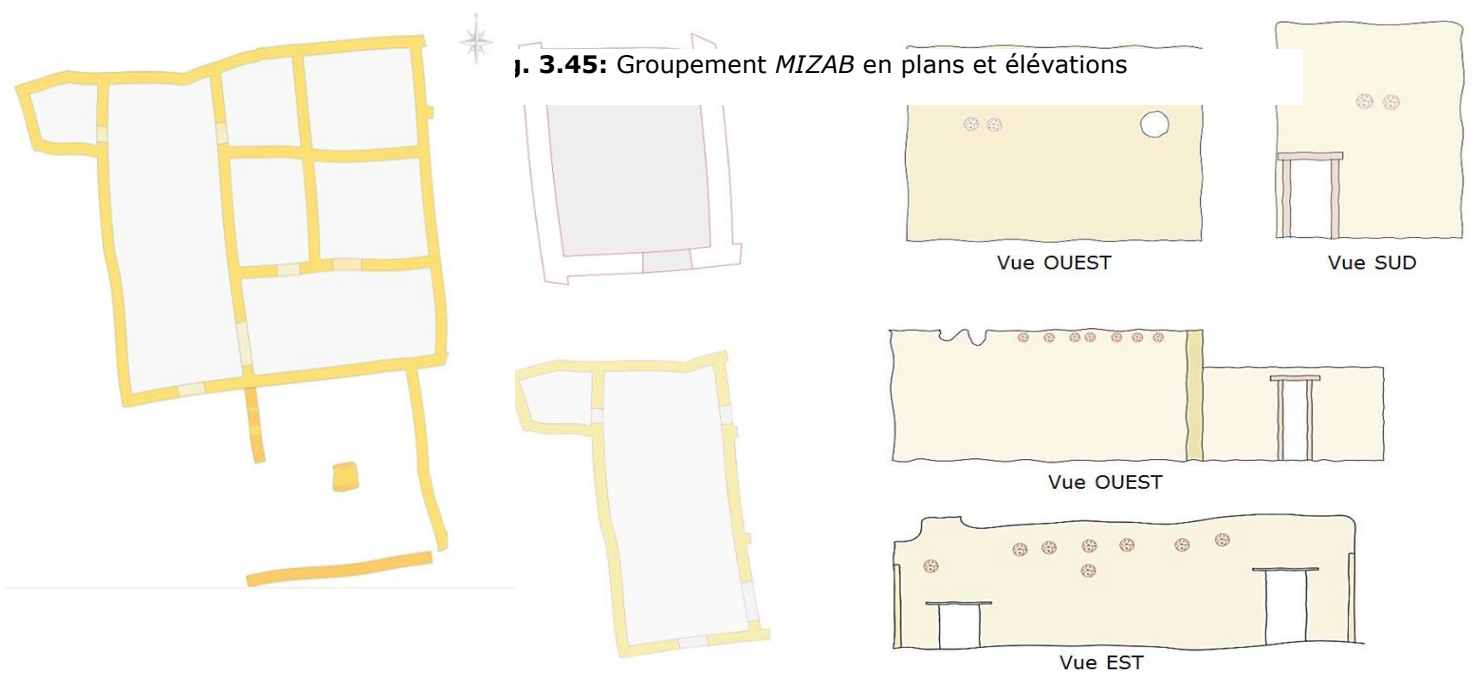 g. 3.45: Groupement MIZAB en plans et élévations
Vue OUEST
Vue SUD
Vue OUEST
Vue EST